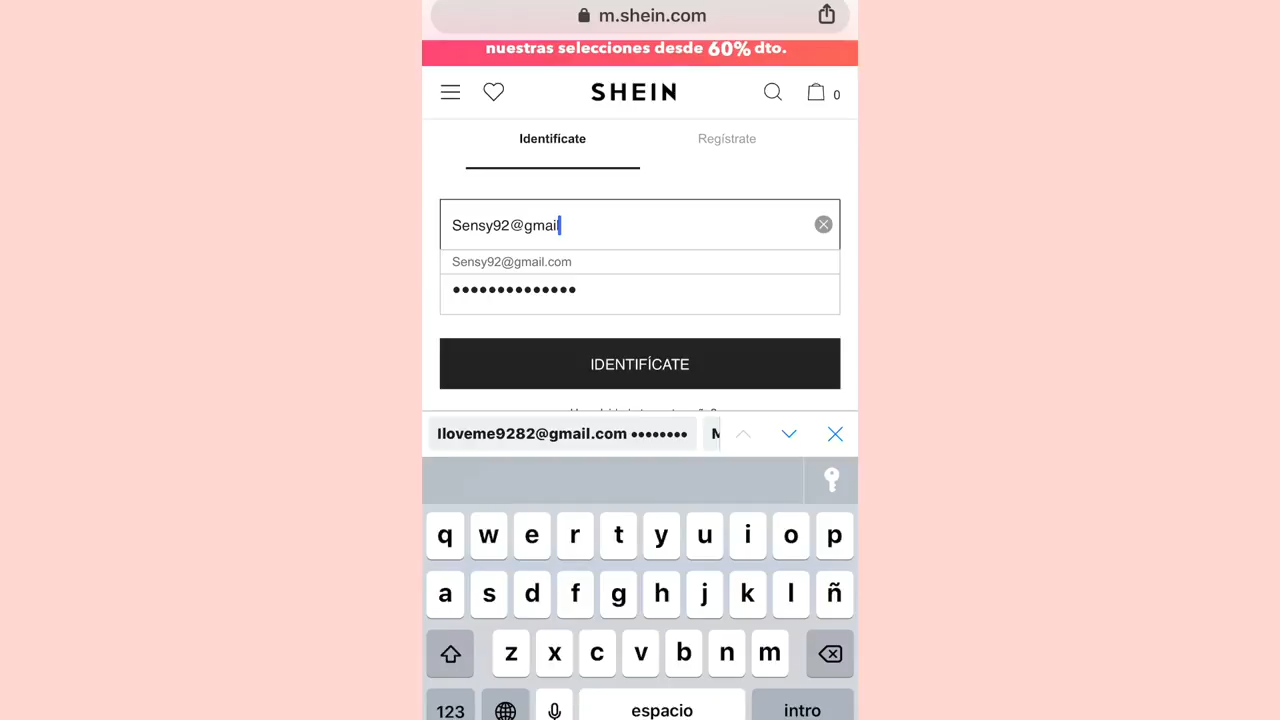 m.shein.com
nuestras selecciones desde 60% dto.
SHEIN
0
Identifícate Regístrate
Sensy92@gmail
Sensy92@gmail.com
••••••••••••••
IDENTIFÍCATE
Iloveme9282@gmail.com •••••••• M
q w e r t y u i o p
a s d f g h j k l ñ
z x c v b n m
123 espacio intro